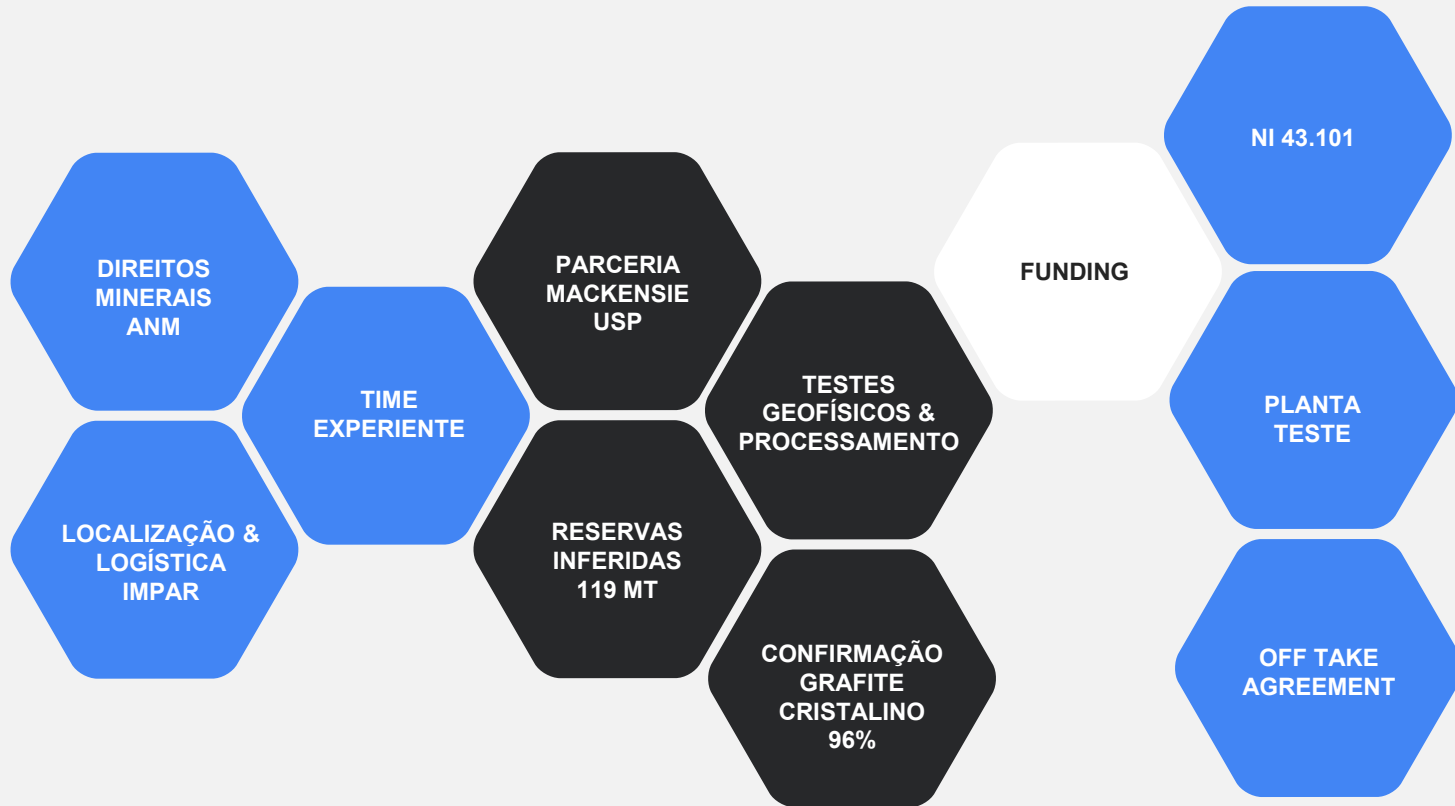 DIREITOS
MINERAIS
ANM
LOCALIZAÇÃO &
LOGÍSTICA
IMPAR
TIME
EXPERIENTE
PARCERIA
MACKENSIE
USP
RESERVAS
INFERIDAS
119 MT
TESTES
GEOFÍSICOS &
PROCESSAMENTO
CONFIRMAÇÃO
GRAFITE
CRISTALINO
96%
FUNDING
NI 43.101
PLANTA
TESTE
OFF TAKE
AGREEMENT